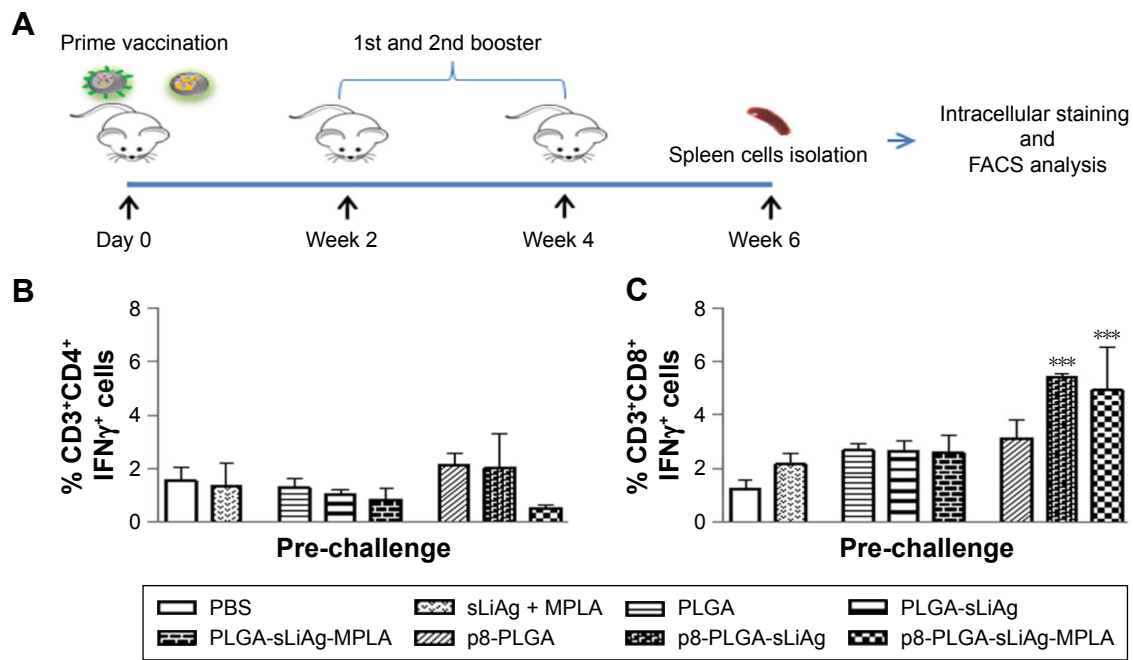 A
Prime vaccination
1st and 2nd booster
Spleen cells isolation
Intracellular staining
and
FACS analysis
Day 0
Week 2
Week 4
Week 6
B
% CD3⁺CD4⁺
IFNγ⁺ cells
8
6
4
2
0
Pre-challenge
C
% CD3⁺CD8⁺
IFNγ⁺ cells
8
6
4
2
0
***
***
Pre-challenge
PBS
sLiAg + MPLA
PLGA
PLGA-sLiAg
PLGA-sLiAg-MPLA
p8-PLGA
p8-PLGA-sLiAg
p8-PLGA-sLiAg-MPLA